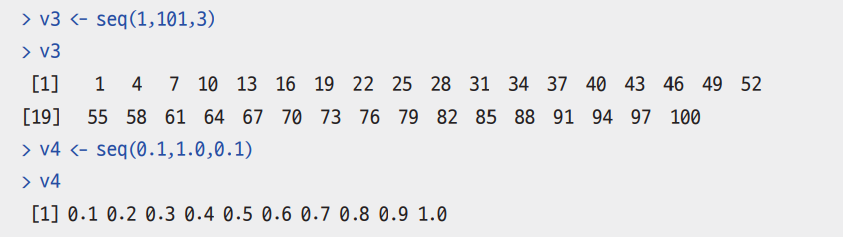 > v3 <- seq(1,101,3)
> v3
[1] 1 4 7 10 13 16 19 22 25 28 31 34 37 40 43 46 49 52
[19] 55 58 61 64 67 70 73 76 79 82 85 88 91 94 97 100
> v4 <- seq(0.1,1.0,0.1)
> v4
[1] 0.1 0.2 0.3 0.4 0.5 0.6 0.7 0.8 0.9 1.0